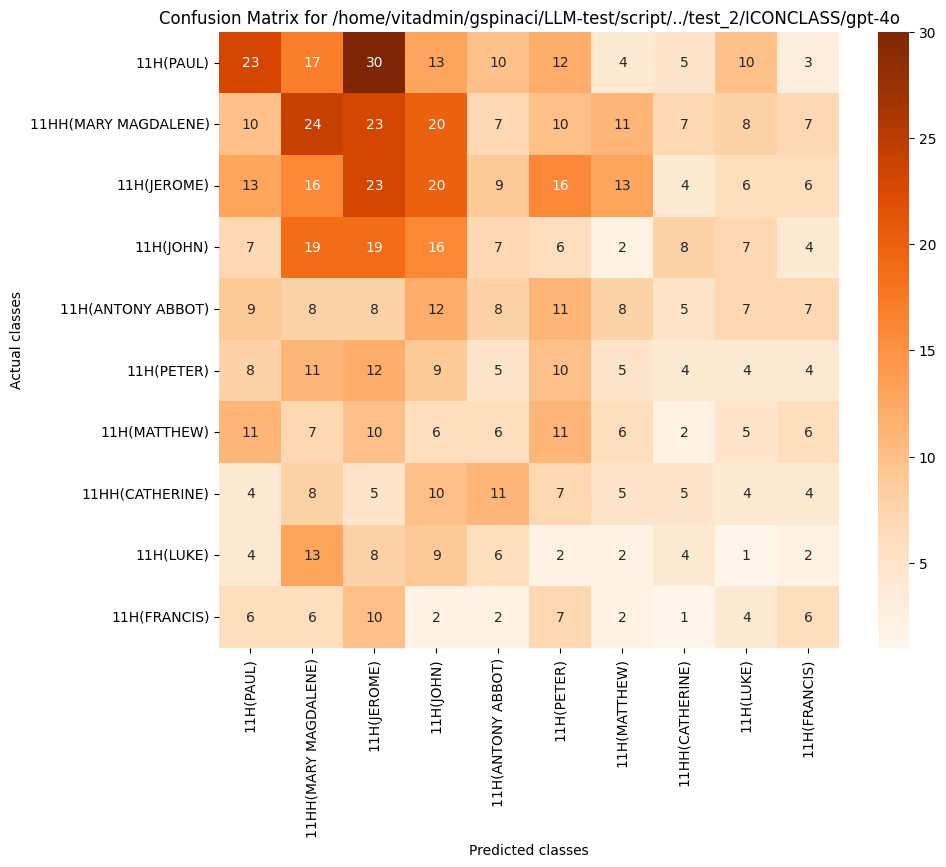 Confusion Matrix for /home/vitadmin/gspinaci/LLM-test/script/../test_2/ICONCLASS/gpt-4o
Actual classes
11H(PAUL) 23 17 30 13 10 12 4 5 10 3
11HH(MARY MAGDALENE) 10 24 23 20 7 10 11 7 8 7
11H(JEROME) 13 16 23 20 9 16 13 4 6 6
11H(JOHN) 7 19 19 16 7 6 2 8 7 4
11H(ANTONY ABBOT) 9 8 8 12 8 11 8 5 7 7
11H(PETER) 8 11 12 9 5 10 5 4 4 4
11H(MATTHEW) 11 7 10 6 6 11 6 2 5 6
11HH(CATHERINE) 4 8 5 10 11 7 5 5 4 4
11H(LUKE) 4 13 8 9 6 2 2 4 1 2
11H(FRANCIS) 6 6 10 2 2 7 2 1 4 6
11H(PAUL)
11HH(MARY MAGDALENE)
11H(JEROME)
11H(JOHN)
11H(ANTONY ABBOT)
11H(PETER)
11H(MATTHEW)
11HH(CATHERINE)
11H(LUKE)
11H(FRANCIS)
Predicted classes
30
25
20
15
10
5